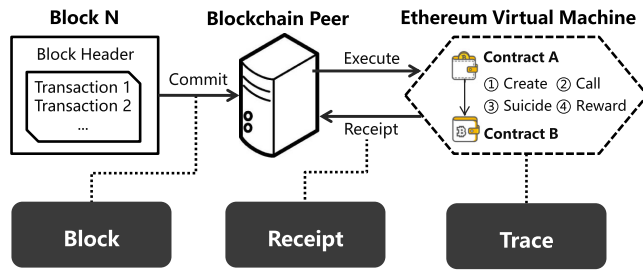 Block N
Blockchain Peer
Ethereum Virtual Machine
Block Header
Transaction 1
Transaction 2
...
Commit
Execute
Receipt
Contract A
① Create ② Call
③ Suicide ④ Reward
Contract B
Block
Receipt
Trace